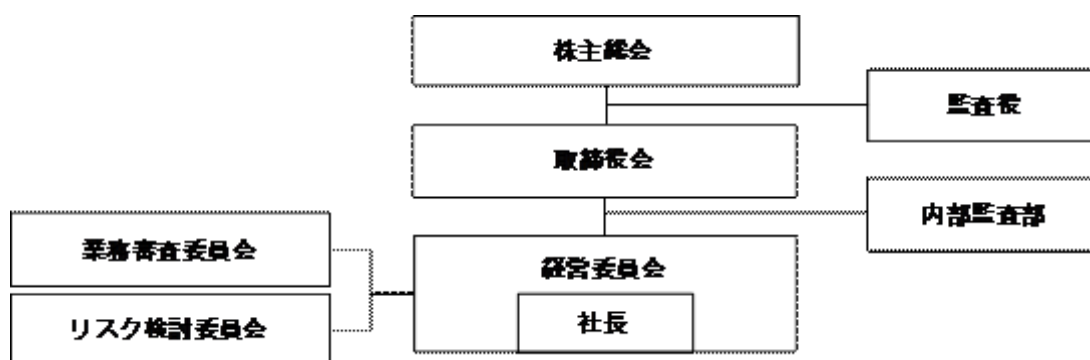 株主総会
監査役
取締役会
内部監査部
業務審査委員会
経営委員会
リスク検討委員会
社長